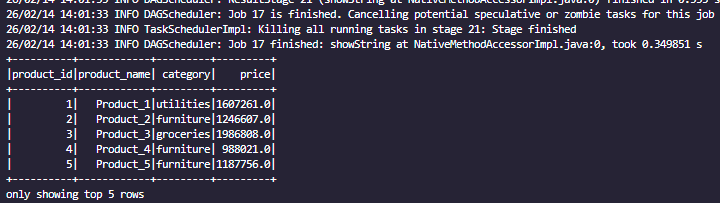 26/02/14 14:01:33 INFO DAGScheduler: ResultStage 21 (showString at NativeMethodAccessorImpl.java:0) finished in 0.335 s
26/02/14 14:01:33 INFO DAGScheduler: Job 17 is finished. Cancelling potential speculative or zombie tasks for this job
26/02/14 14:01:33 INFO TaskSchedulerImpl: Killing all running tasks in stage 21: Stage finished
26/02/14 14:01:33 INFO DAGScheduler: Job 17 finished: showString at NativeMethodAccessorImpl.java:0, took 0.349851 s
+----------+------------+---------+---------+
|product_id|product_name| category|    price|
+----------+------------+---------+---------+
|         1|   Product_1|utilities|1607261.0|
|         2|   Product_2|furniture|1246607.0|
|         3|   Product_3|groceries|1986808.0|
|         4|   Product_4|furniture| 988021.0|
|         5|   Product_5|furniture|1187756.0|
+----------+------------+---------+---------+
only showing top 5 rows